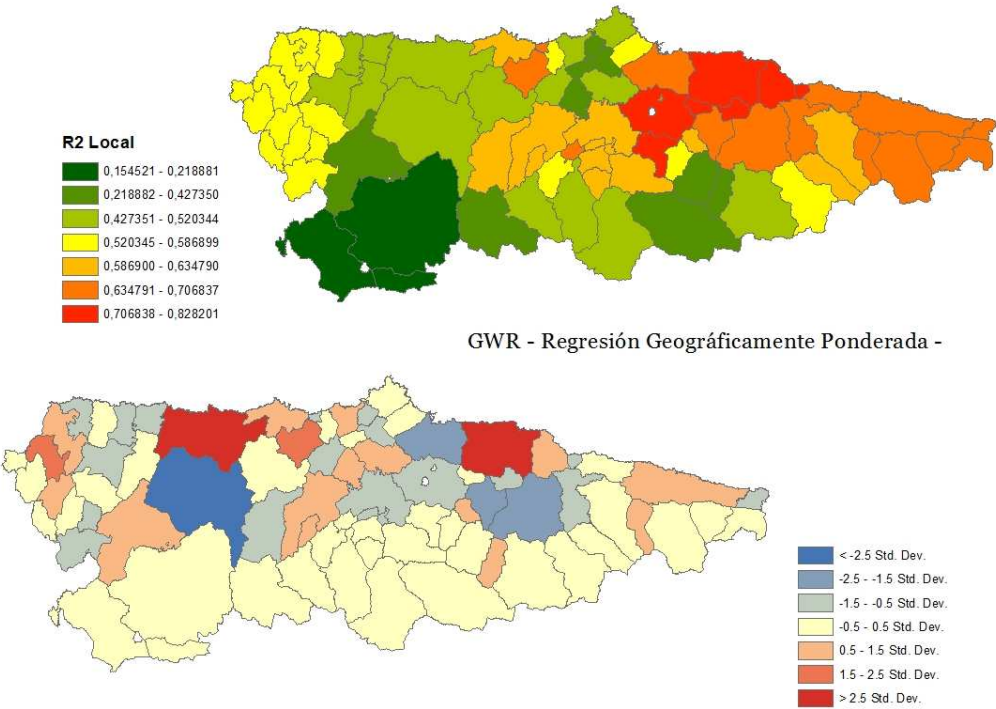 R2 Local
0,154521 - 0,218881
0,218882 - 0,427350
0,427351 - 0,520344
0,520345 - 0,586899
0,586900 - 0,634790
0,634791 - 0,706837
0,706838 - 0,828201
GWR - Regresión Geográficamente Ponderada -
< -2.5 Std. Dev.
-2.5 - -1.5 Std. Dev.
-1.5 - -0.5 Std. Dev.
-0.5 - 0.5 Std. Dev.
0.5 - 1.5 Std. Dev.
1.5 - 2.5 Std. Dev.
> 2.5 Std. Dev.